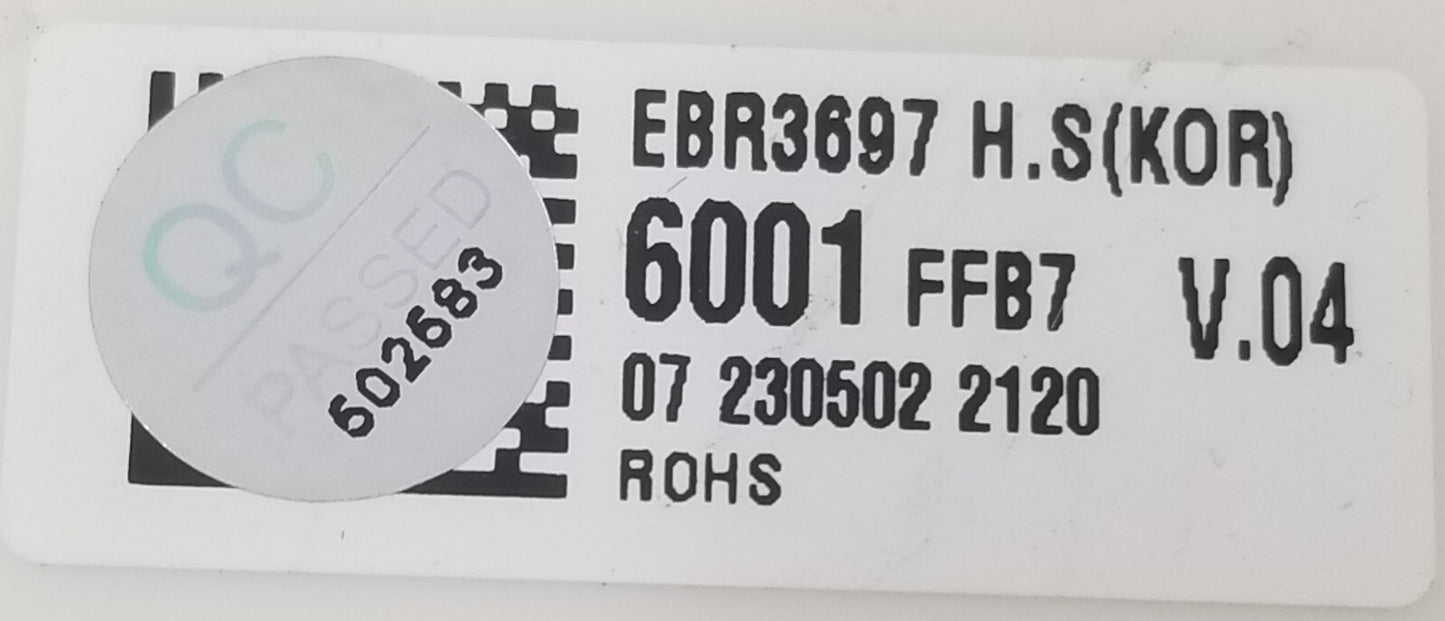 EBR3697 H.S(KOR)
6001 FFB7 V.04
07 230502 2120
ROHS
QC
PASSED
502683